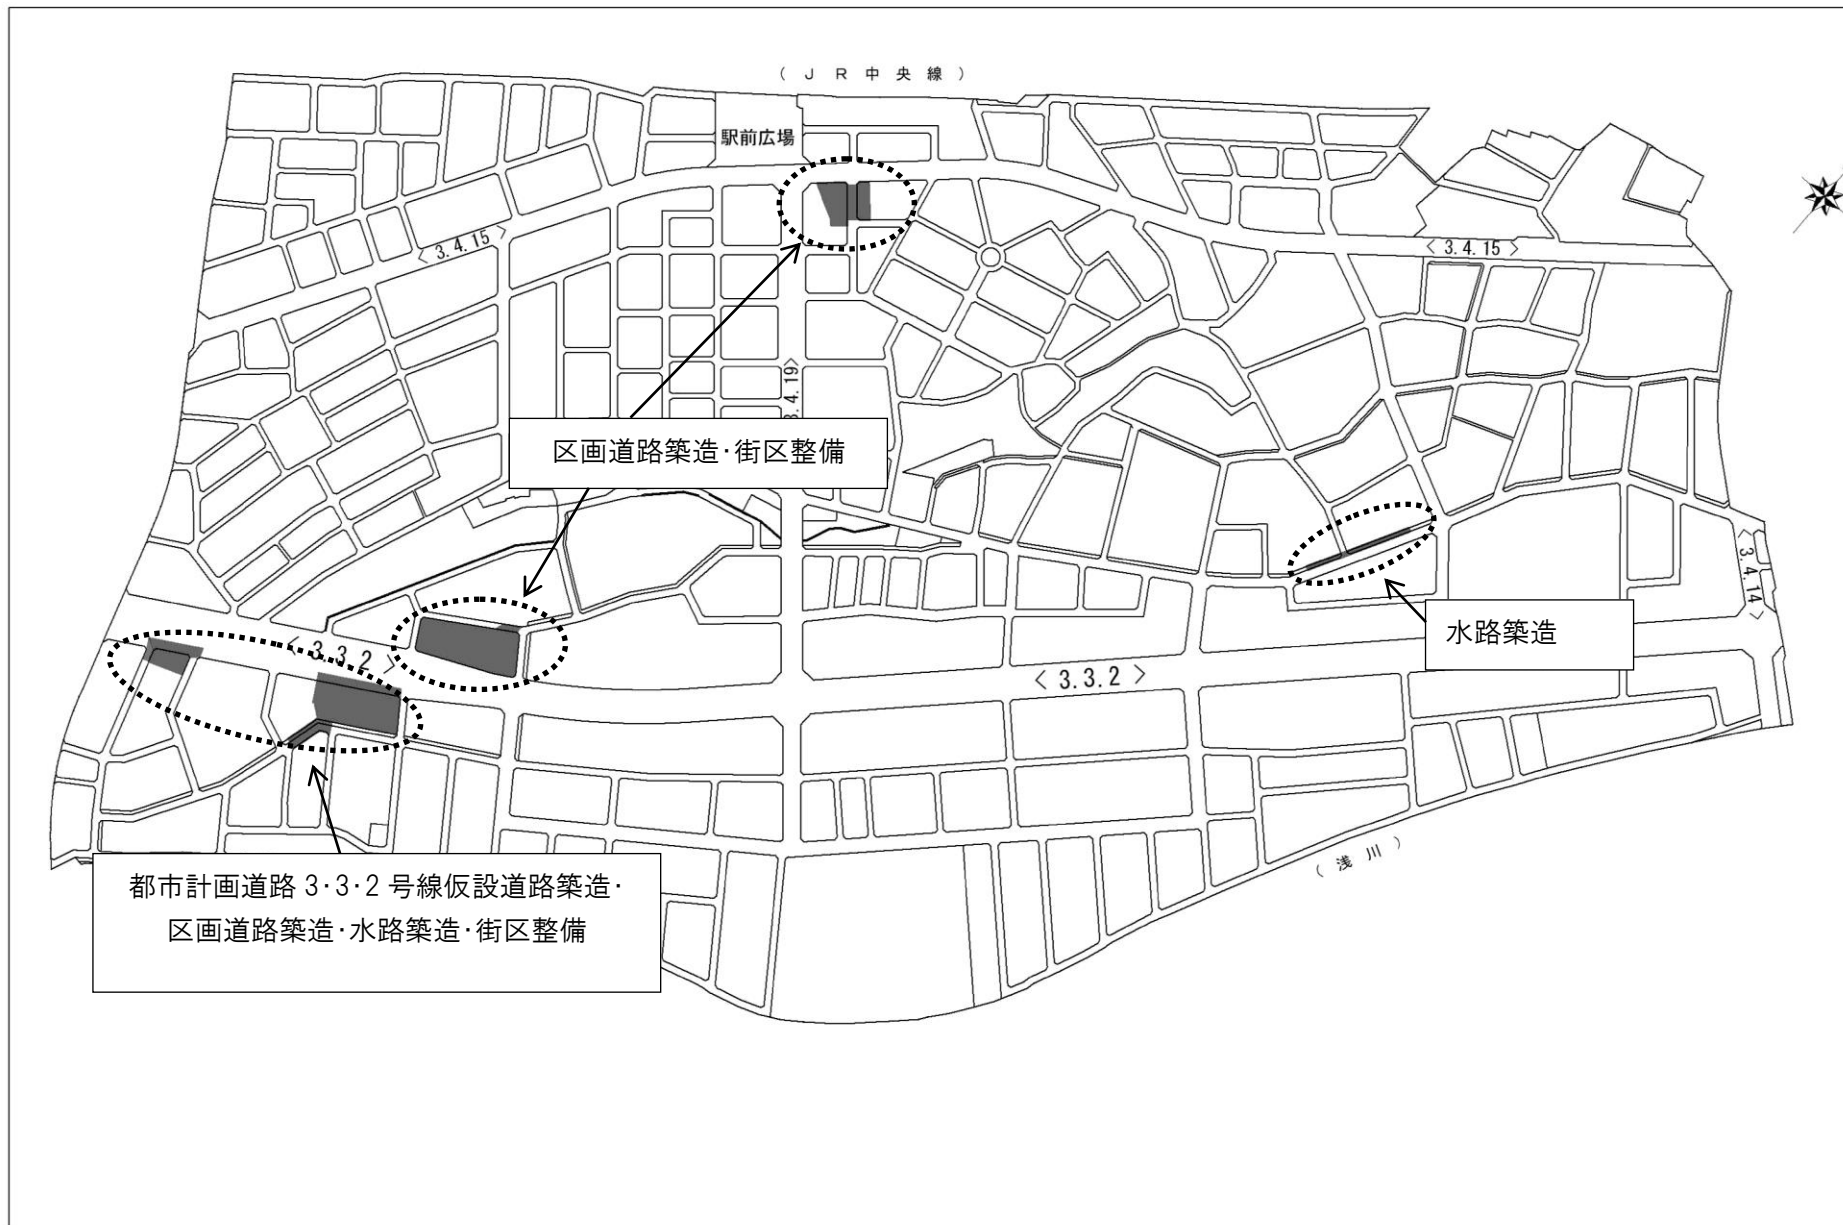 ( J R 中 央 線 )
駅前広場
< 3.4.15 >
< 3.4.15 >
3.4.19>
区画道路築造・街区整備
< 3.4.14 >
水路築造
< 3.3.2 >
< 3.3.2 >
( 浅 川 )
都市計画道路 3・3・2 号線仮設道路築造・
区画道路築造・水路築造・街区整備